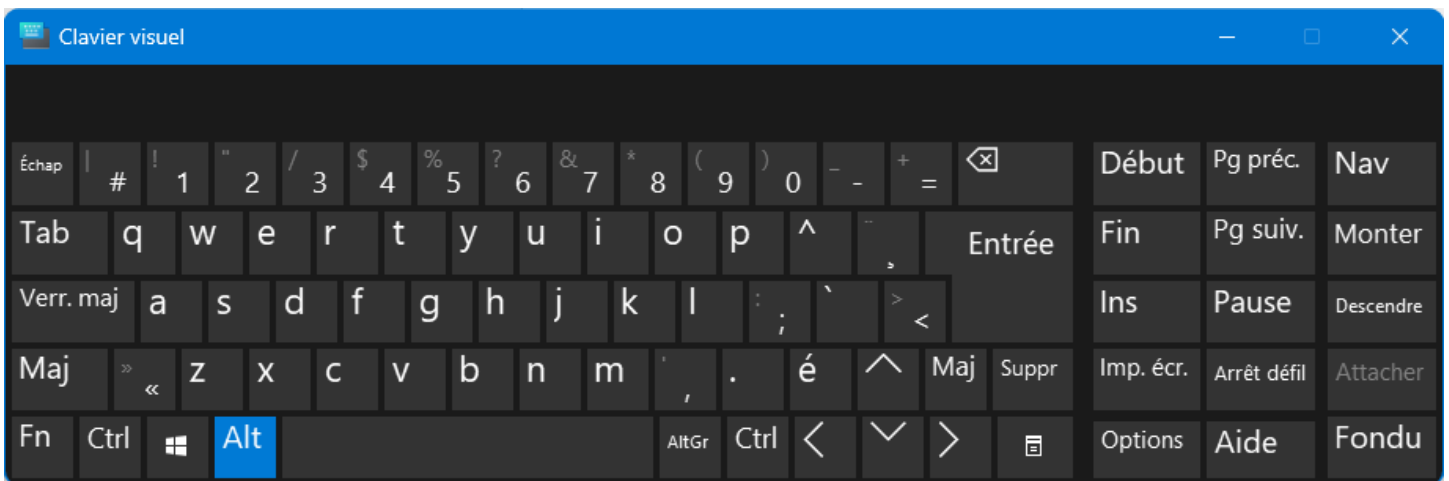 Clavier visuel
Échap | # ! 1 " 2 / 3 $ 4 % 5 ? 6 & 7 * 8 ( 9 ) 0 _ - + = Début Pg préc. Nav
Tab q w e r t y u i o p ^ ¨ ¸ Entrée Fin Pg suiv. Monter
Verr. maj a s d f g h j k l : ; ` > < Ins Pause Descendre
Maj » « z x c v b n m ' , . é Maj Suppr Imp. écr. Arrêt défil Attacher
Fn Ctrl Alt AltGr Ctrl Options Aide Fondu